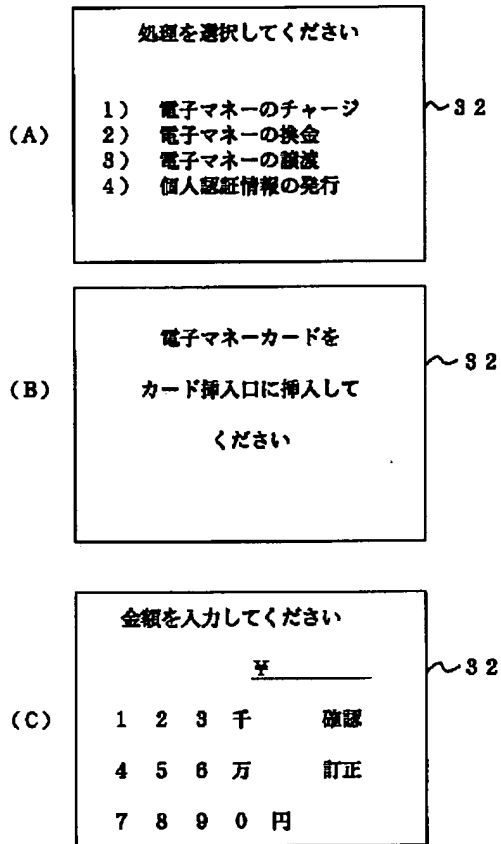 処理を選択してください
(A)
1) 電子マネーのチャージ
2) 電子マネーの換金
3) 電子マネーの譲渡
4) 個人認証情報の発行
32
(B)
電子マネーカードを
カード挿入口に挿入して
ください
32
(C)
金額を入力してください
¥
1 2 3 千 確認
4 5 6 万 訂正
7 8 9 0 円
32